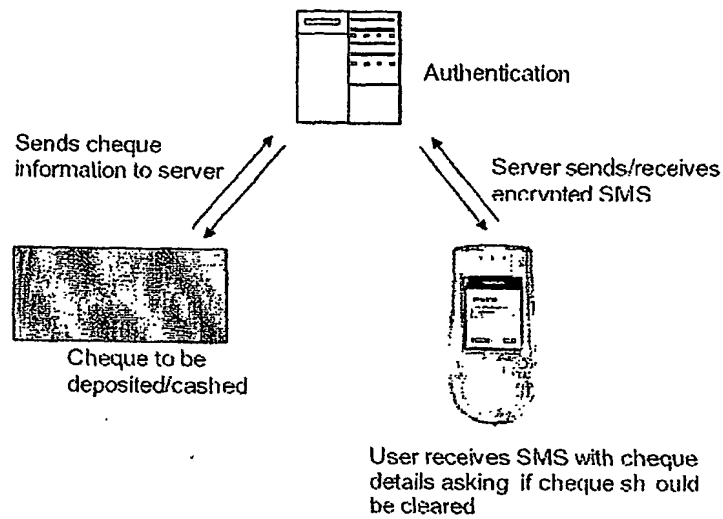 Authentication
Sends cheque
information to server
Server sends/receives
encrypted SMS
Cheque to be
deposited/cashed
User receives SMS with cheque
details asking if cheque sh ould
be cleared